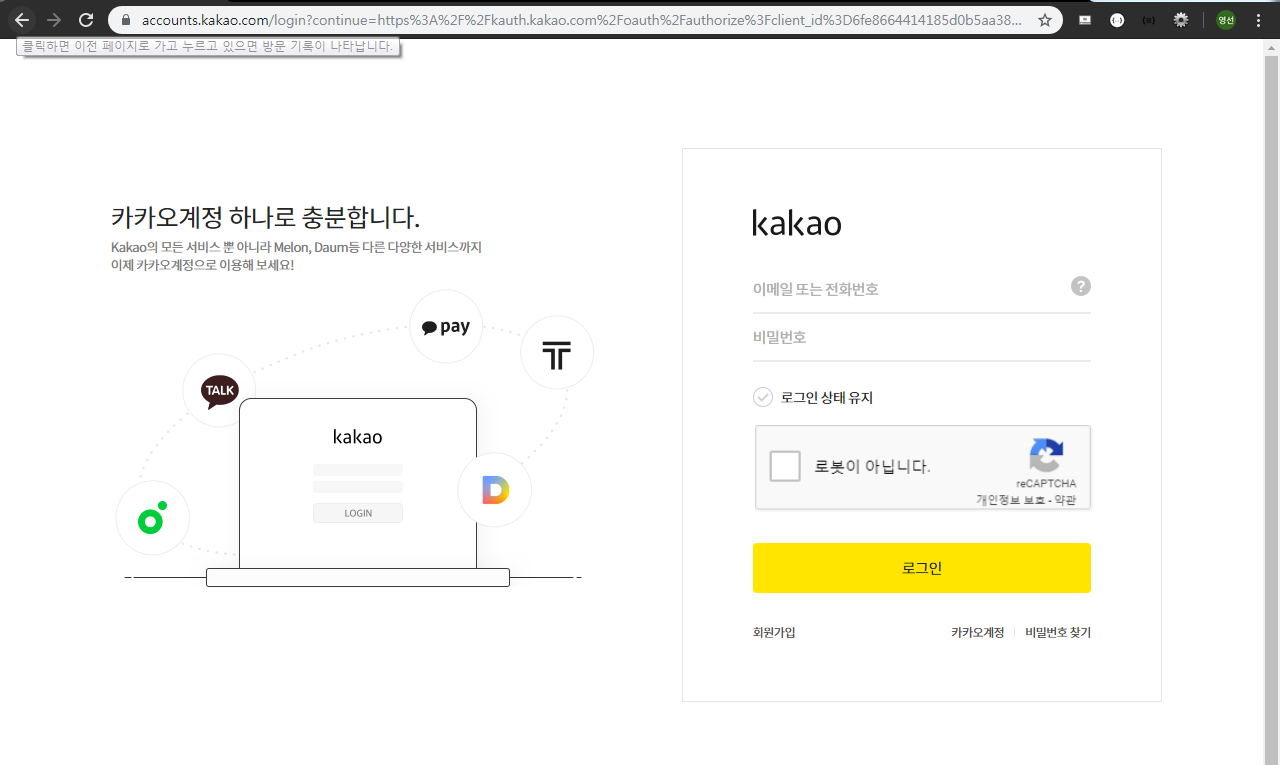 accounts.kakao.com/login?continue=https%3A%2F%2Fkauth.kakao.com%2Foauth%2Fauthorize%3Fclient_id%3D6fe8664414185d0b5aa38...
영선
클릭하면 이전 페이지로 가고 누르고 있으면 방문 기록이 나타납니다.
카카오계정 하나로 충분합니다.
Kakao의 모든 서비스 뿐 아니라 Melon, Daum등 다른 다양한 서비스까지
이제 카카오계정으로 이용해 보세요!
pay
T
TALK
kakao
D
LOGIN
kakao
이메일 또는 전화번호
?
비밀번호
로그인 상태 유지
로봇이 아닙니다.
reCAPTCHA
개인정보 보호 - 약관
로그인
회원가입
카카오계정
비밀번호 찾기